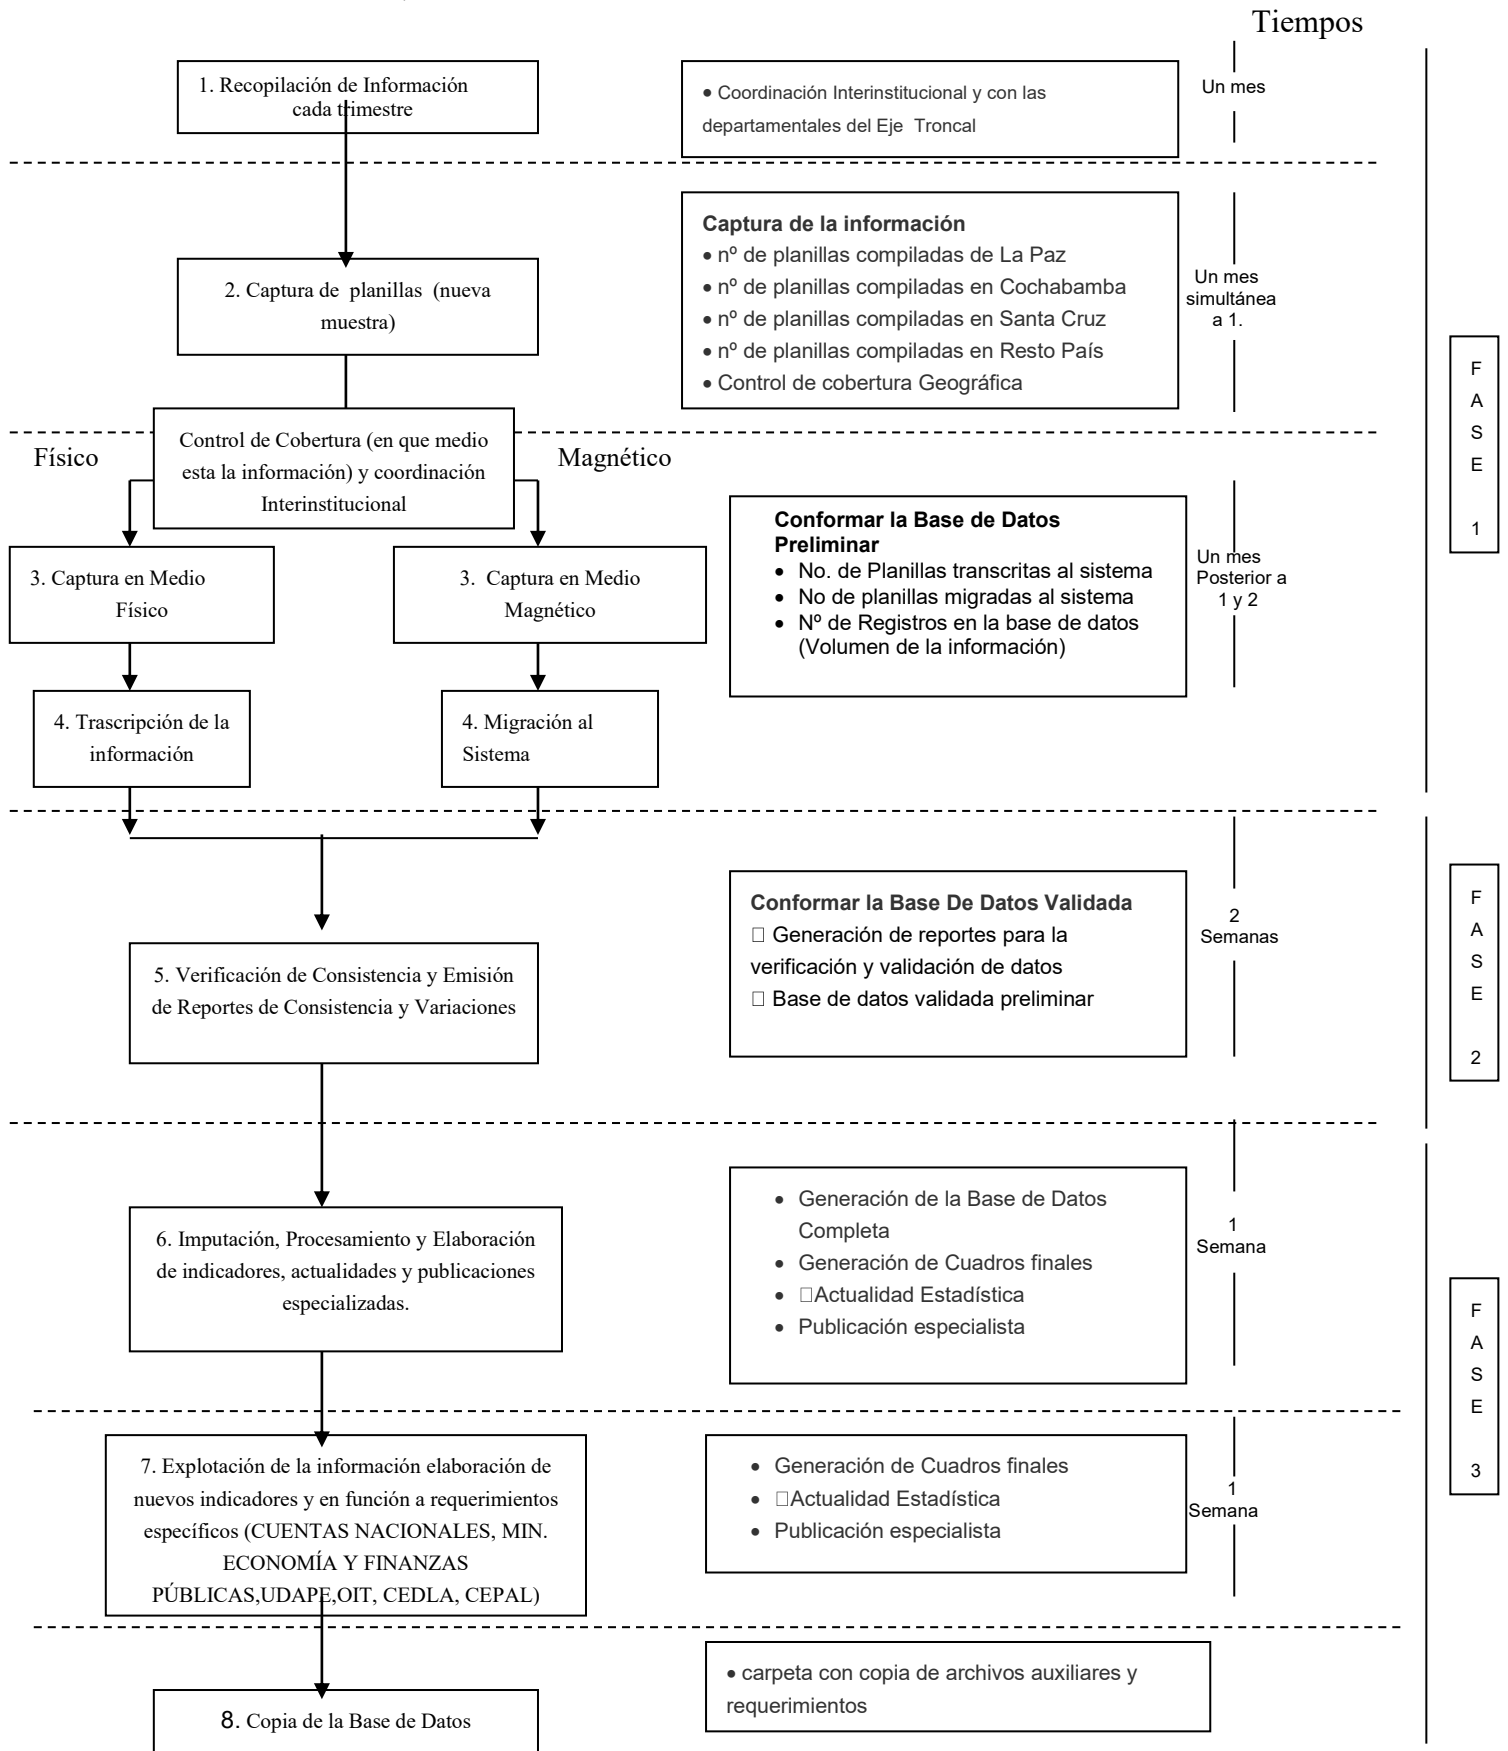 Tiempos
1. Recopilación de Información
cada trimestre
• Coordinación Interinstitucional y con las
departamentales del Eje Troncal
Un mes
2. Captura de planillas (nueva
muestra)
Captura de la información
• nº de planillas compiladas de La Paz
• nº de planillas compiladas en Cochabamba
• nº de planillas compiladas en Santa Cruz
• nº de planillas compiladas en Resto País
• Control de cobertura Geográfica
Un mes
simultánea
a 1.
Control de Cobertura (en que medio
esta la información) y coordinación
Interinstitucional
Físico
Magnético
3. Captura en Medio
Físico
3. Captura en Medio
Magnético
Conformar la Base de Datos
Preliminar
• No. de Planillas transcritas al sistema
• No de planillas migradas al sistema
• Nº de Registros en la base de datos
(Volumen de la información)
Un mes
Posterior a
1 y 2
4. Trascripción de la
información
4. Migración al
Sistema
F
A
S
E
1
5. Verificación de Consistencia y Emisión
de Reportes de Consistencia y Variaciones
Conformar la Base De Datos Validada
□ Generación de reportes para la
verificación y validación de datos
□ Base de datos validada preliminar
2
Semanas
F
A
S
E
2
6. Imputación, Procesamiento y Elaboración
de indicadores, actualidades y publicaciones
especializadas.
• Generación de la Base de Datos
Completa
• Generación de Cuadros finales
• □Actualidad Estadística
• Publicación especialista
1
Semana
7. Explotación de la información elaboración de
nuevos indicadores y en función a requerimientos
específicos (CUENTAS NACIONALES, MIN.
ECONOMÍA Y FINANZAS
PÚBLICAS,UDAPE,OIT, CEDLA, CEPAL)
• Generación de Cuadros finales
• □Actualidad Estadística
• Publicación especialista
1
Semana
F
A
S
E
3
8. Copia de la Base de Datos
• carpeta con copia de archivos auxiliares y
requerimientos